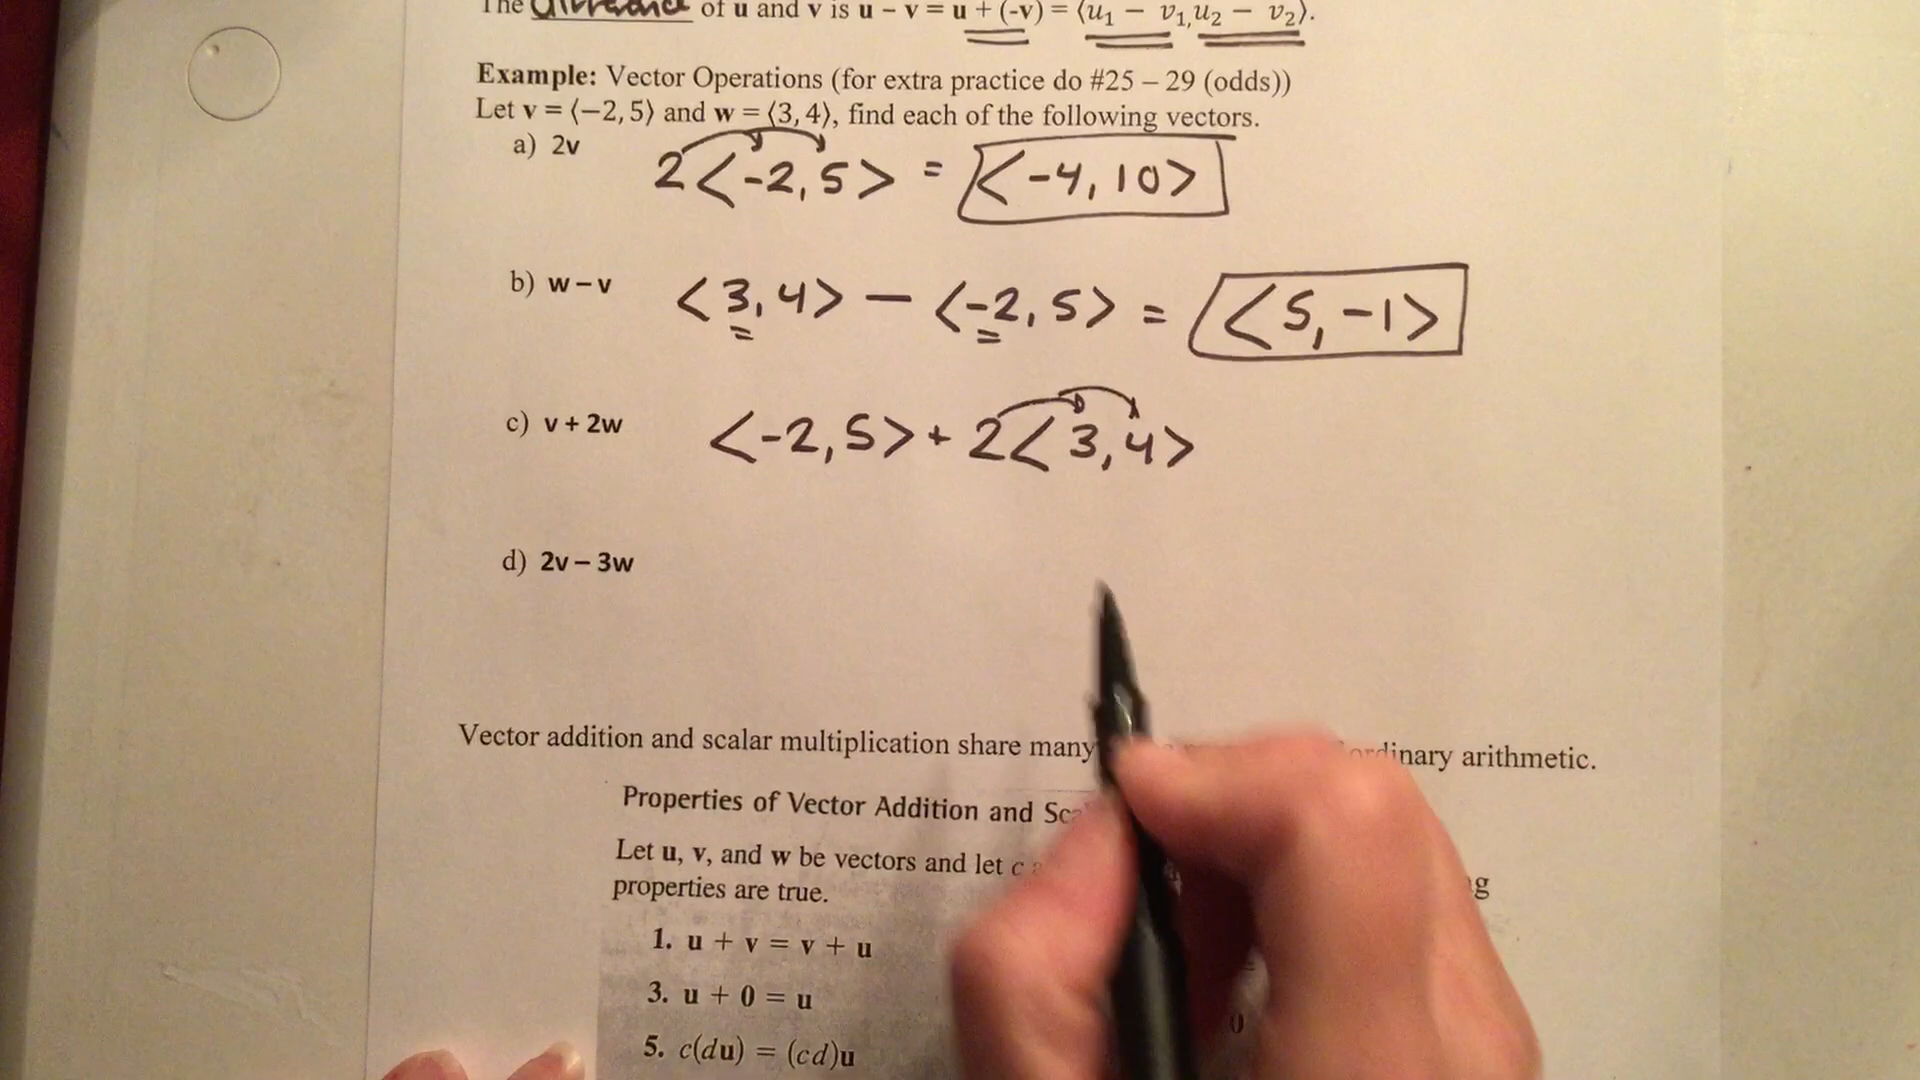 The difference of u and v is u – v = u + (-v) = ⟨u₁ − v₁,u₂ − v₂⟩.
Example: Vector Operations (for extra practice do #25 – 29 (odds))
Let v = ⟨−2, 5⟩ and w = ⟨3, 4⟩, find each of the following vectors.
a) 2v 2<-2,5> = <-4,10>
b) w – v <3,4> - <-2,5> = <5,-1>
c) v + 2w <-2,5> + 2<3,4>
d) 2v – 3w
Vector addition and scalar multiplication share many ordinary arithmetic.
Properties of Vector Addition and
Let u, v, and w be vectors and let c
properties are true.
1. u + v = v + u
3. u + 0 = u
5. c(du) = (cd)u